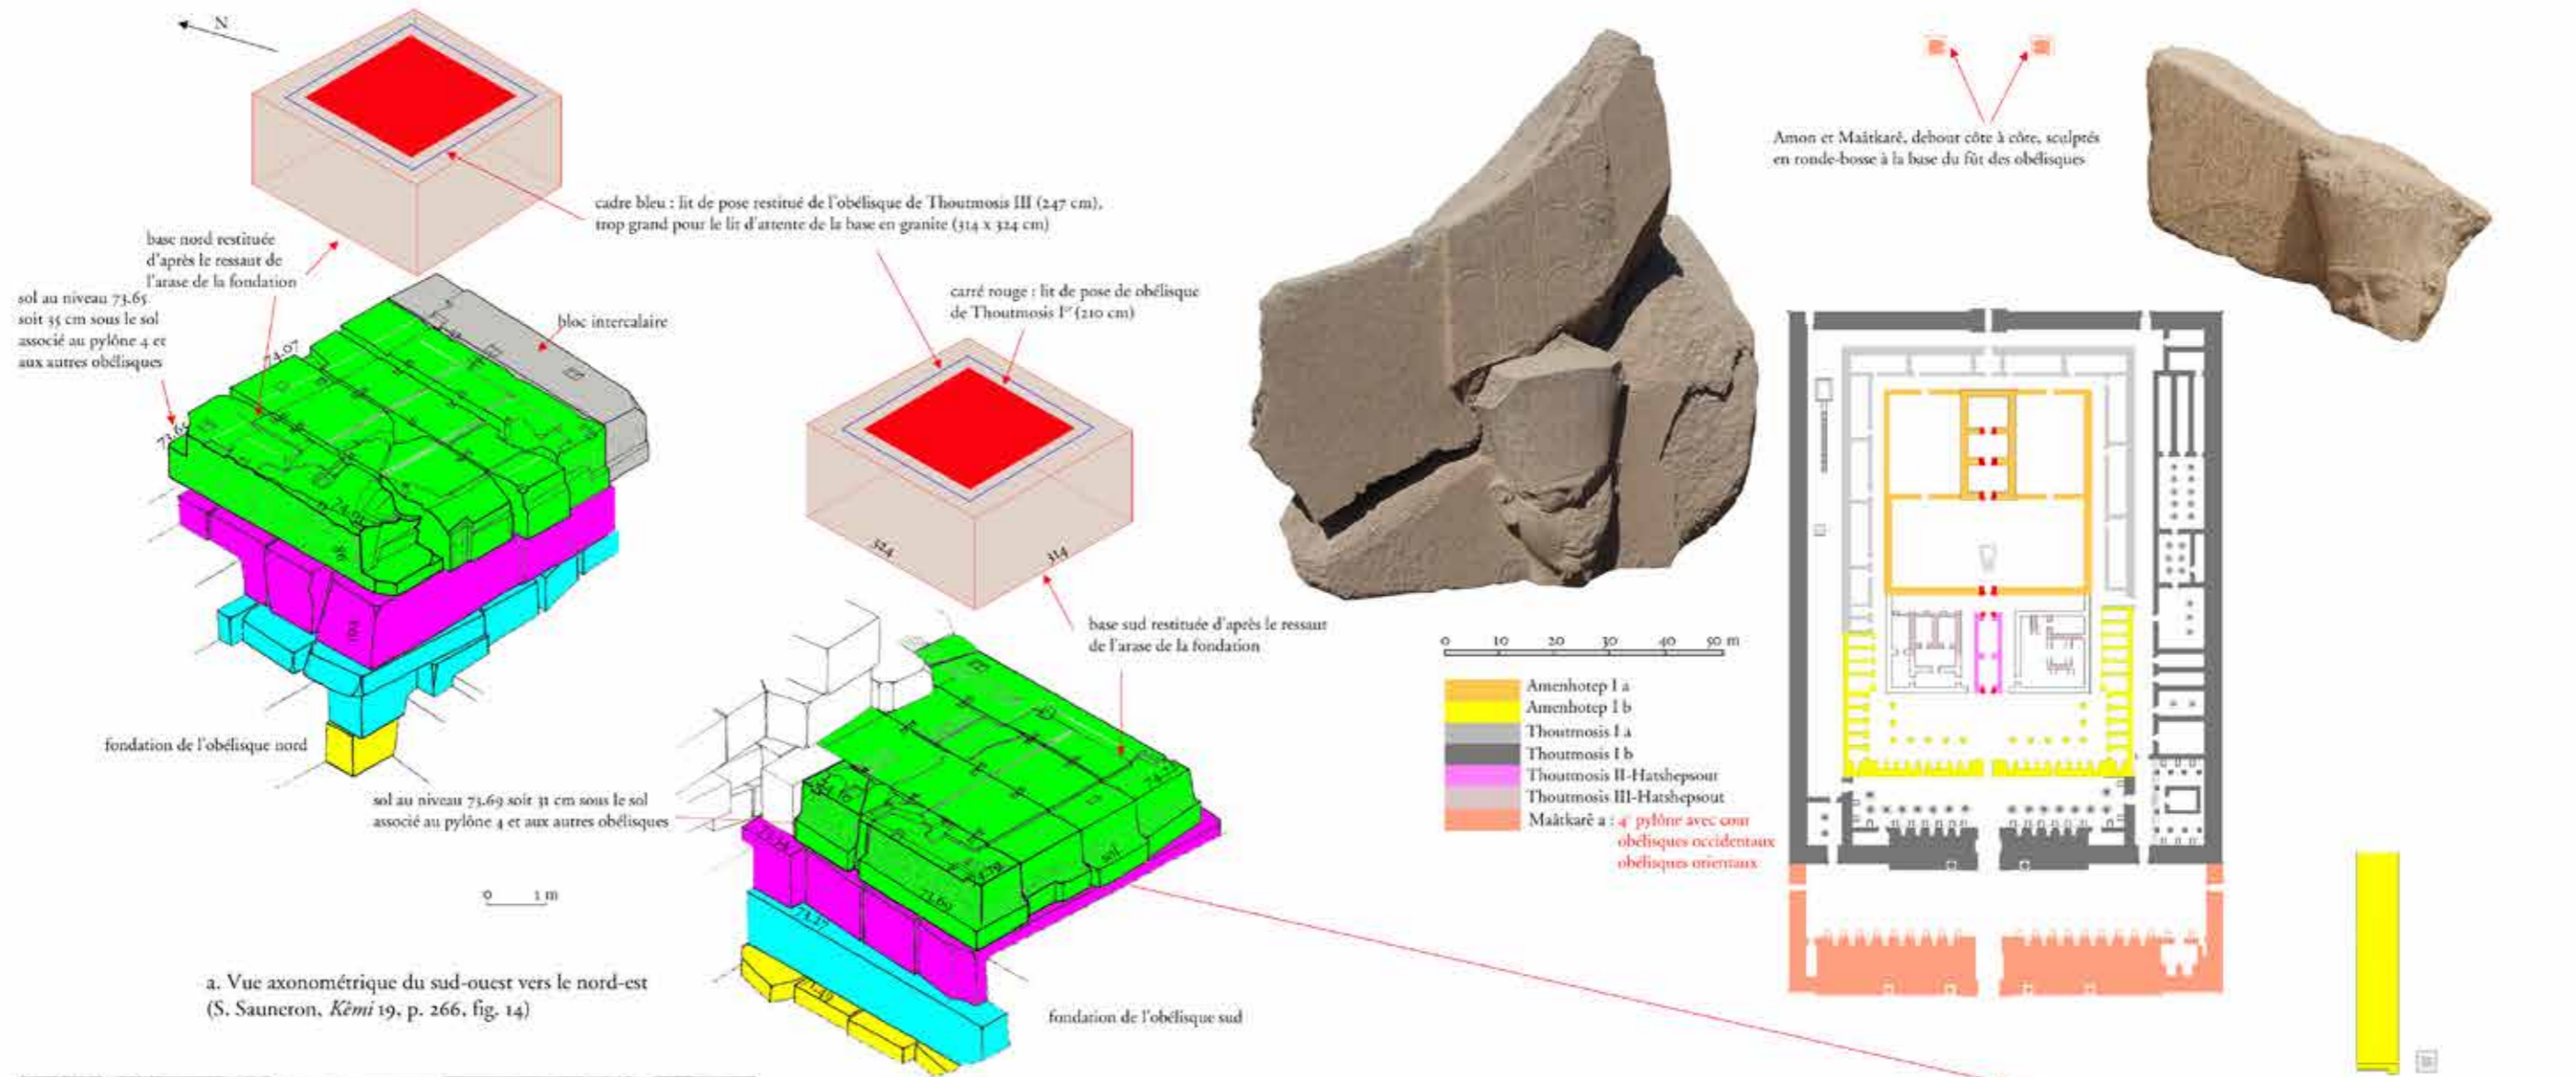 N
cadre bleu : lit de pose restitué de l'obélisque de Thoutmosis III (247 cm),
trop grand pour le lit d'attente de la base en granite (314 x 324 cm)
base nord restituée
d'après le ressaut de
l'arase de la fondation
sol au niveau 73.65
soit 35 cm sous le sol
associé au pylône 4 et
aux autres obélisques
bloc intercalaire
carré rouge : lit de pose de obélisque
de Thoutmosis Iᵉʳ (210 cm)
74.07
73.65
324
314
base sud restituée d'après le ressaut
de l'arase de la fondation
fondation de l'obélisque nord
sol au niveau 73.69 soit 31 cm sous le sol
associé au pylône 4 et aux autres obélisques
sol
73.69
0 1 m
a. Vue axonométrique du sud-ouest vers le nord-est
(S. Sauneron, Kêmi 19, p. 266, fig. 14)
fondation de l'obélisque sud
Amon et Maâtkarê, debout côte à côte, sculptés
en ronde-bosse à la base du fût des obélisques
0 10 20 30 40 50 m
Amenhotep I a
Amenhotep I b
Thoutmosis I a
Thoutmosis I b
Thoutmosis II-Hatshepsout
Thoutmosis III-Hatshepsout
Maâtkarê a : 4ᵉ pylône avec cour
obélisques occidentaux
obélisques orientaux